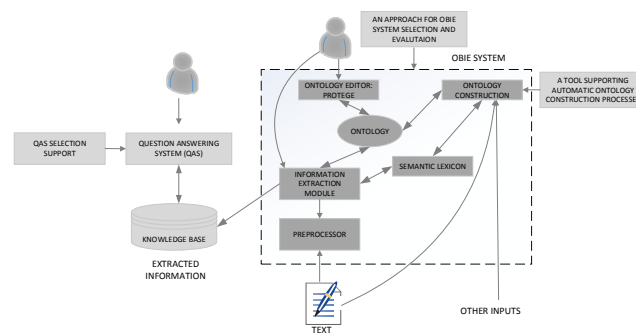 AN APPROACH FOR OBIE
SYSTEM SELECTION AND
EVALUTAION
OBIE SYSTEM
ONTOLOGY EDITOR:
PROTEGE
ONTOLOGY
CONSTRUCTION
A TOOL SUPPORTING
AUTOMATIC ONTOLOGY
CONSTRUCTION PROCESSE
ONTOLOGY
QAS SELECTION
SUPPORT
QUESTION ANSWERING
SYSTEM (QAS)
INFORMATION
EXTRACTION
MODULE
SEMANTIC LEXICON
KNOWLEDGE BASE
PREPROCESSOR
EXTRACTED
INFORMATION
TEXT
OTHER INPUTS